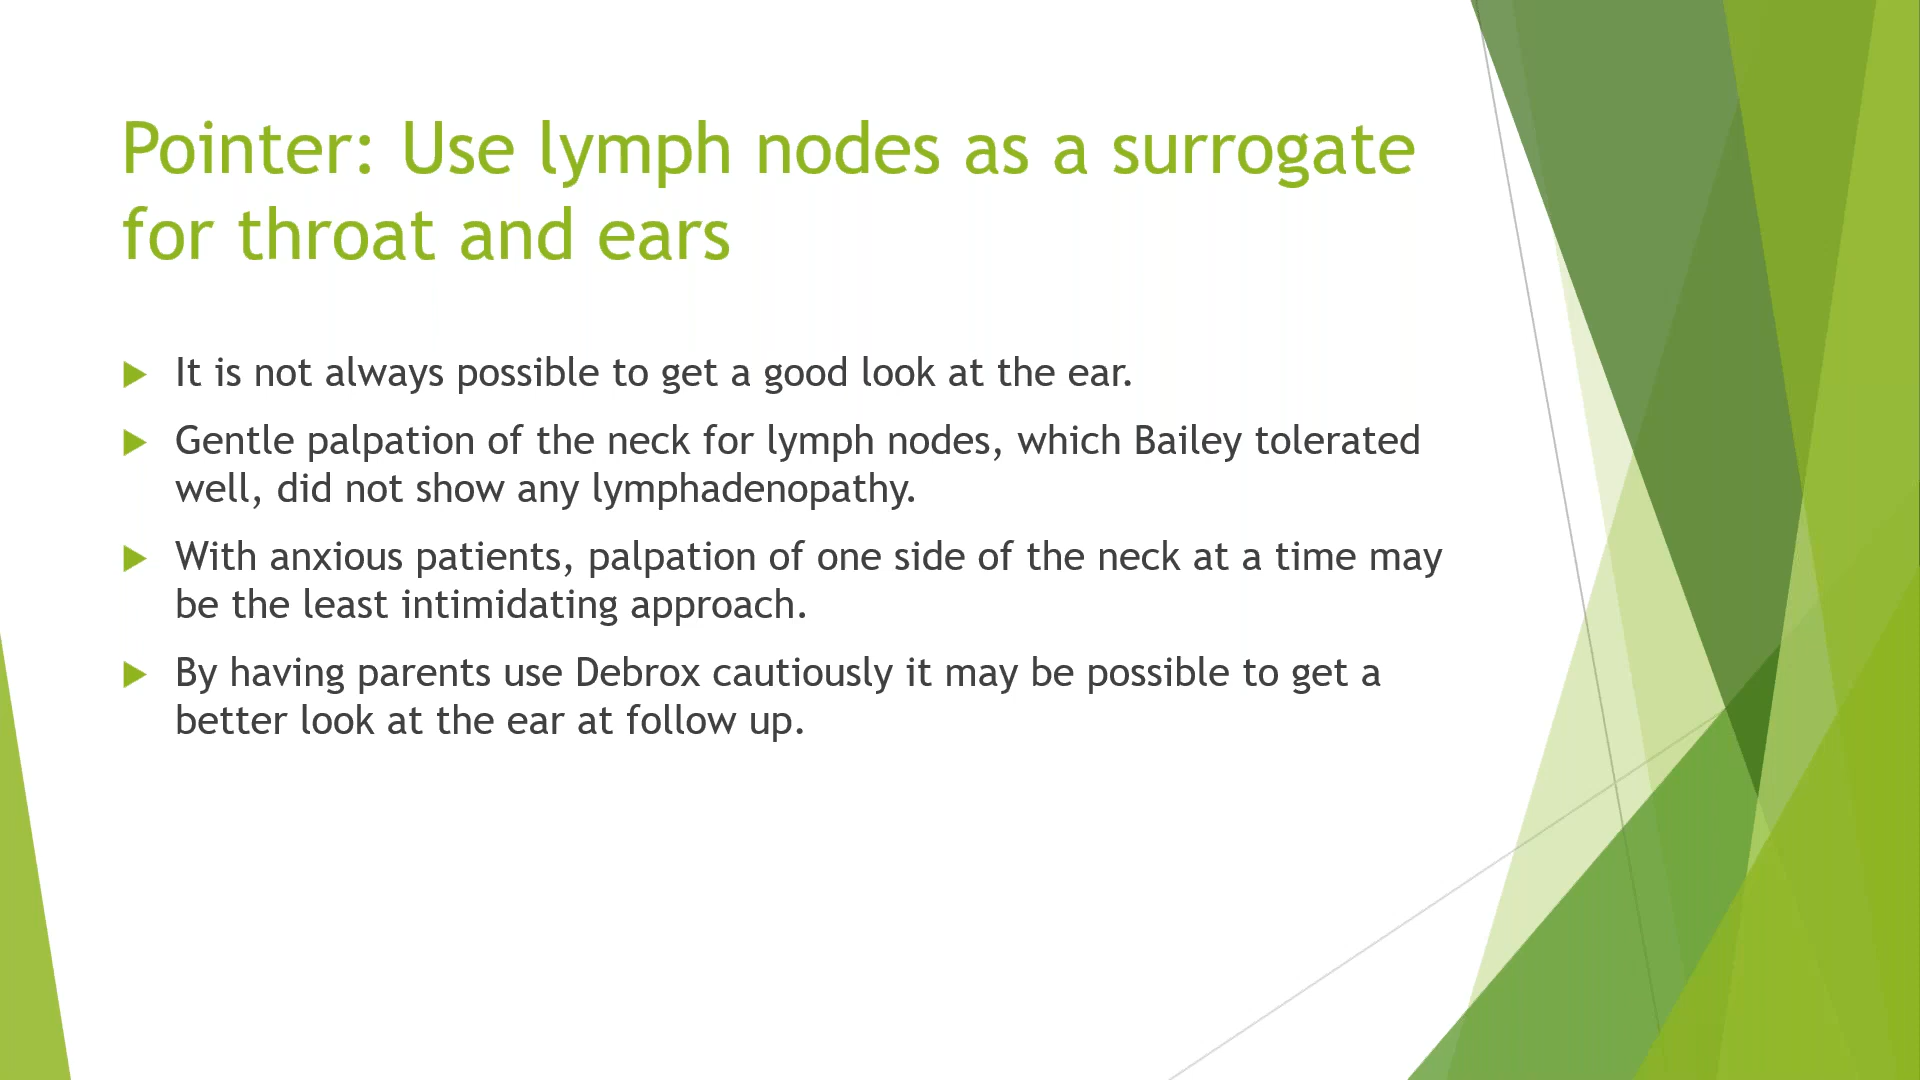 Pointer: Use lymph nodes as a surrogate
for throat and ears
It is not always possible to get a good look at the ear.
Gentle palpation of the neck for lymph nodes, which Bailey tolerated
well, did not show any lymphadenopathy.
With anxious patients, palpation of one side of the neck at a time may
be the least intimidating approach.
By having parents use Debrox cautiously it may be possible to get a
better look at the ear at follow up.